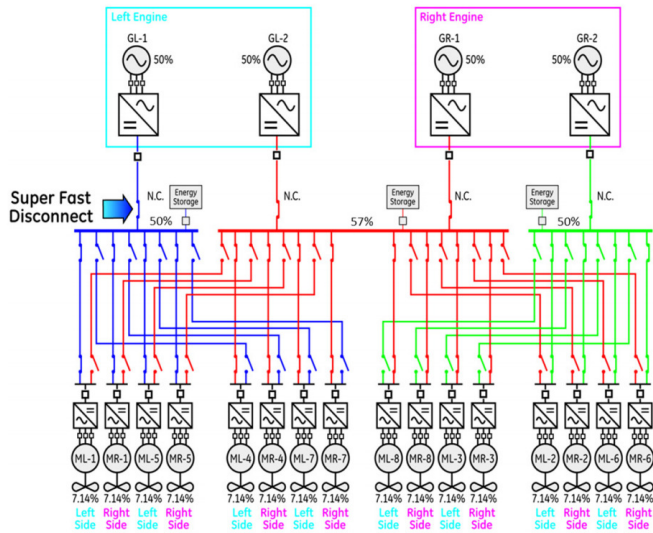 Left Engine
Right Engine
GL-1
GL-2
GR-1
GR-2
50%
50%
50%
50%
Super Fast
Disconnect
N.C.
N.C.
N.C.
N.C.
Energy
Storage
Energy
Storage
Energy
Storage
50%
57%
50%
ML-1 MR-1 ML-5 MR-5 ML-4 MR-4 ML-7 MR-7 ML-8 MR-8 ML-3 MR-3 ML-2 MR-2 ML-6 MR-6
7.14% 7.14% 7.14% 7.14% 7.14% 7.14% 7.14% 7.14% 7.14% 7.14% 7.14% 7.14% 7.14% 7.14% 7.14% 7.14%
Left Right Left Right Left Right Left Right Left Right Left Right Left Right Left Right
Side Side Side Side Side Side Side Side Side Side Side Side Side Side Side Side